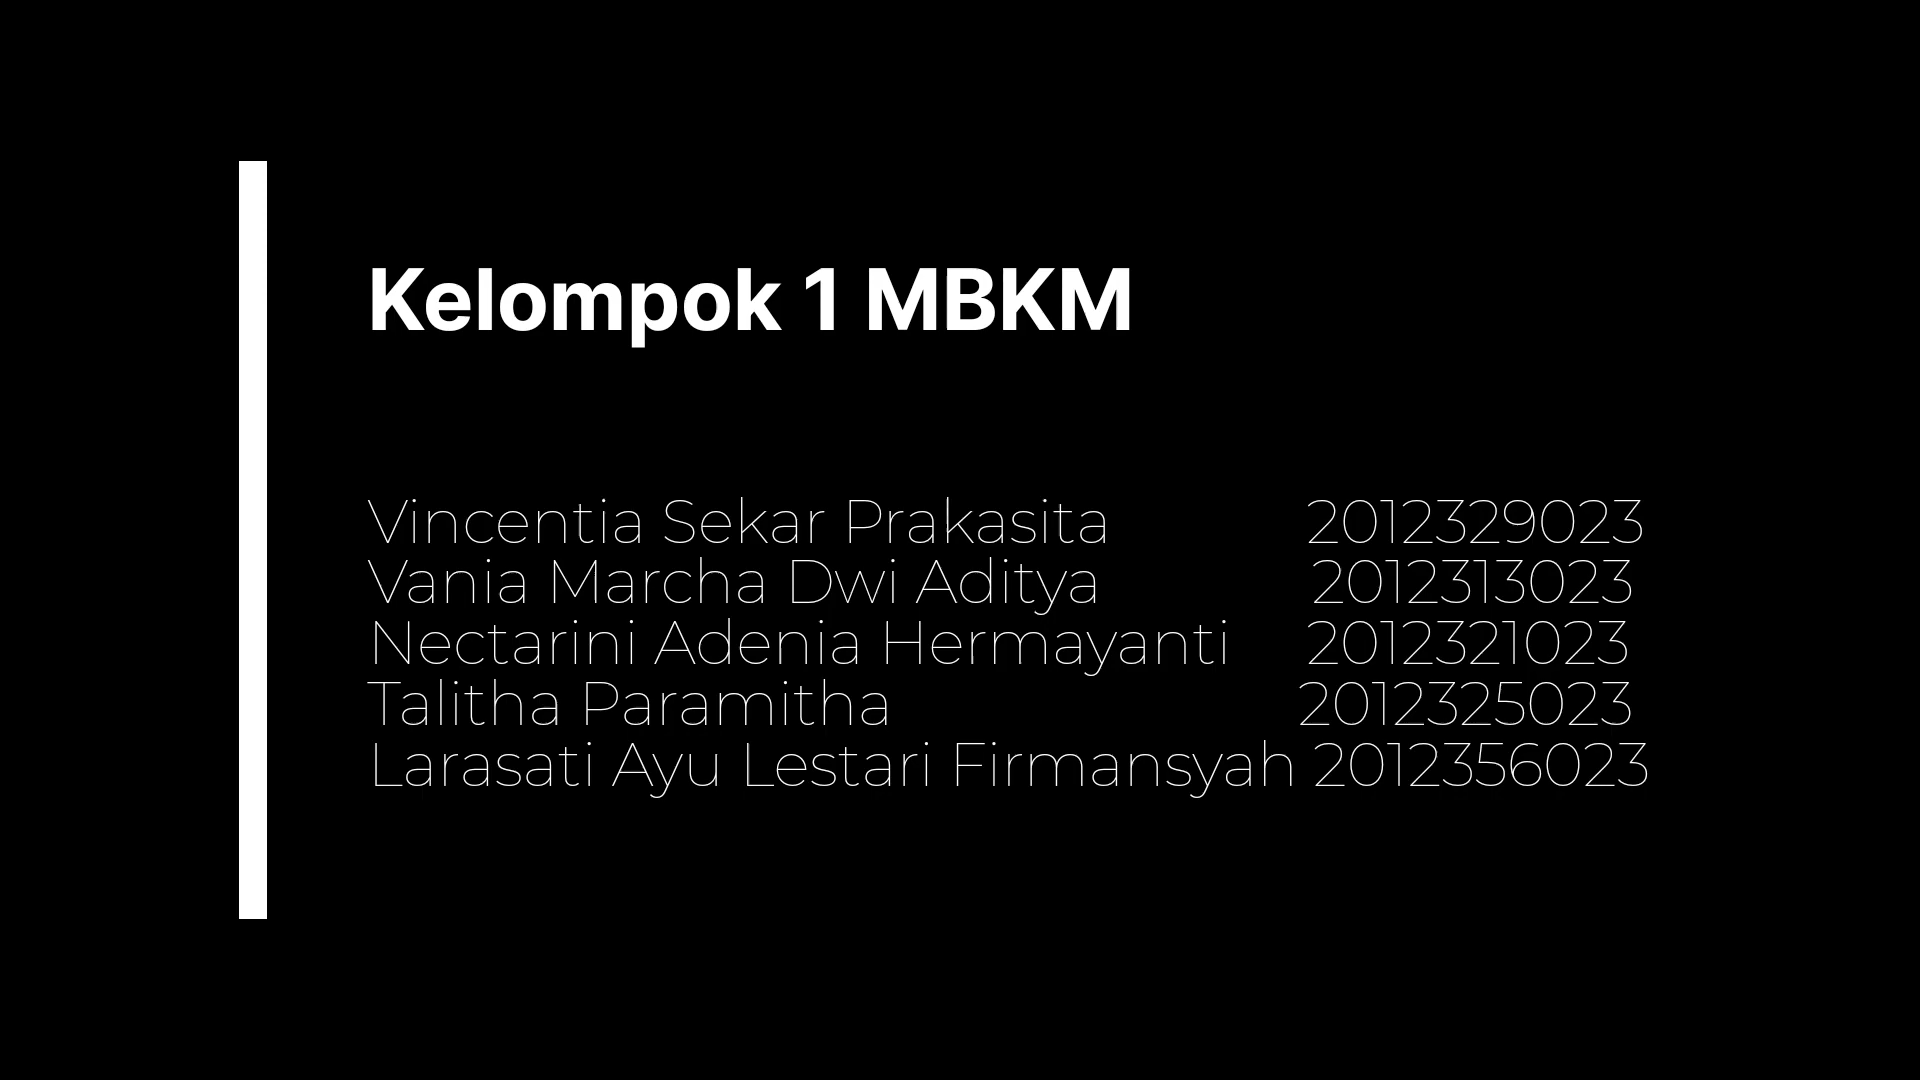 Kelompok 1 MBKM
Vincentia Sekar Prakasita 2012329023
Vania Marcha Dwi Aditya 2012313023
Nectarini Adenia Hermayanti 2012321023
Talitha Paramitha 2012325023
Larasati Ayu Lestari Firmansyah 2012356023